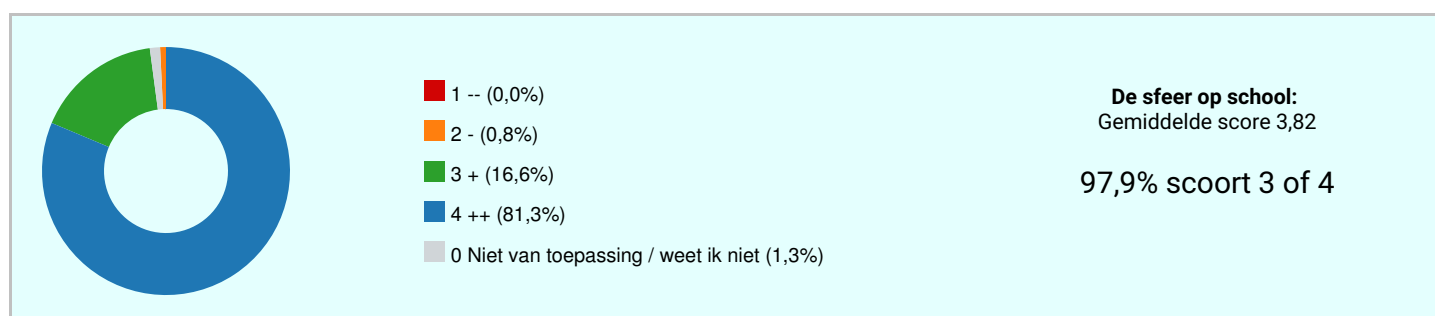 1 -- (0,0%)
2 - (0,8%)
3 + (16,6%)
4 ++ (81,3%)
0 Niet van toepassing / weet ik niet (1,3%)
De sfeer op school:
Gemiddelde score 3,82
97,9% scoort 3 of 4